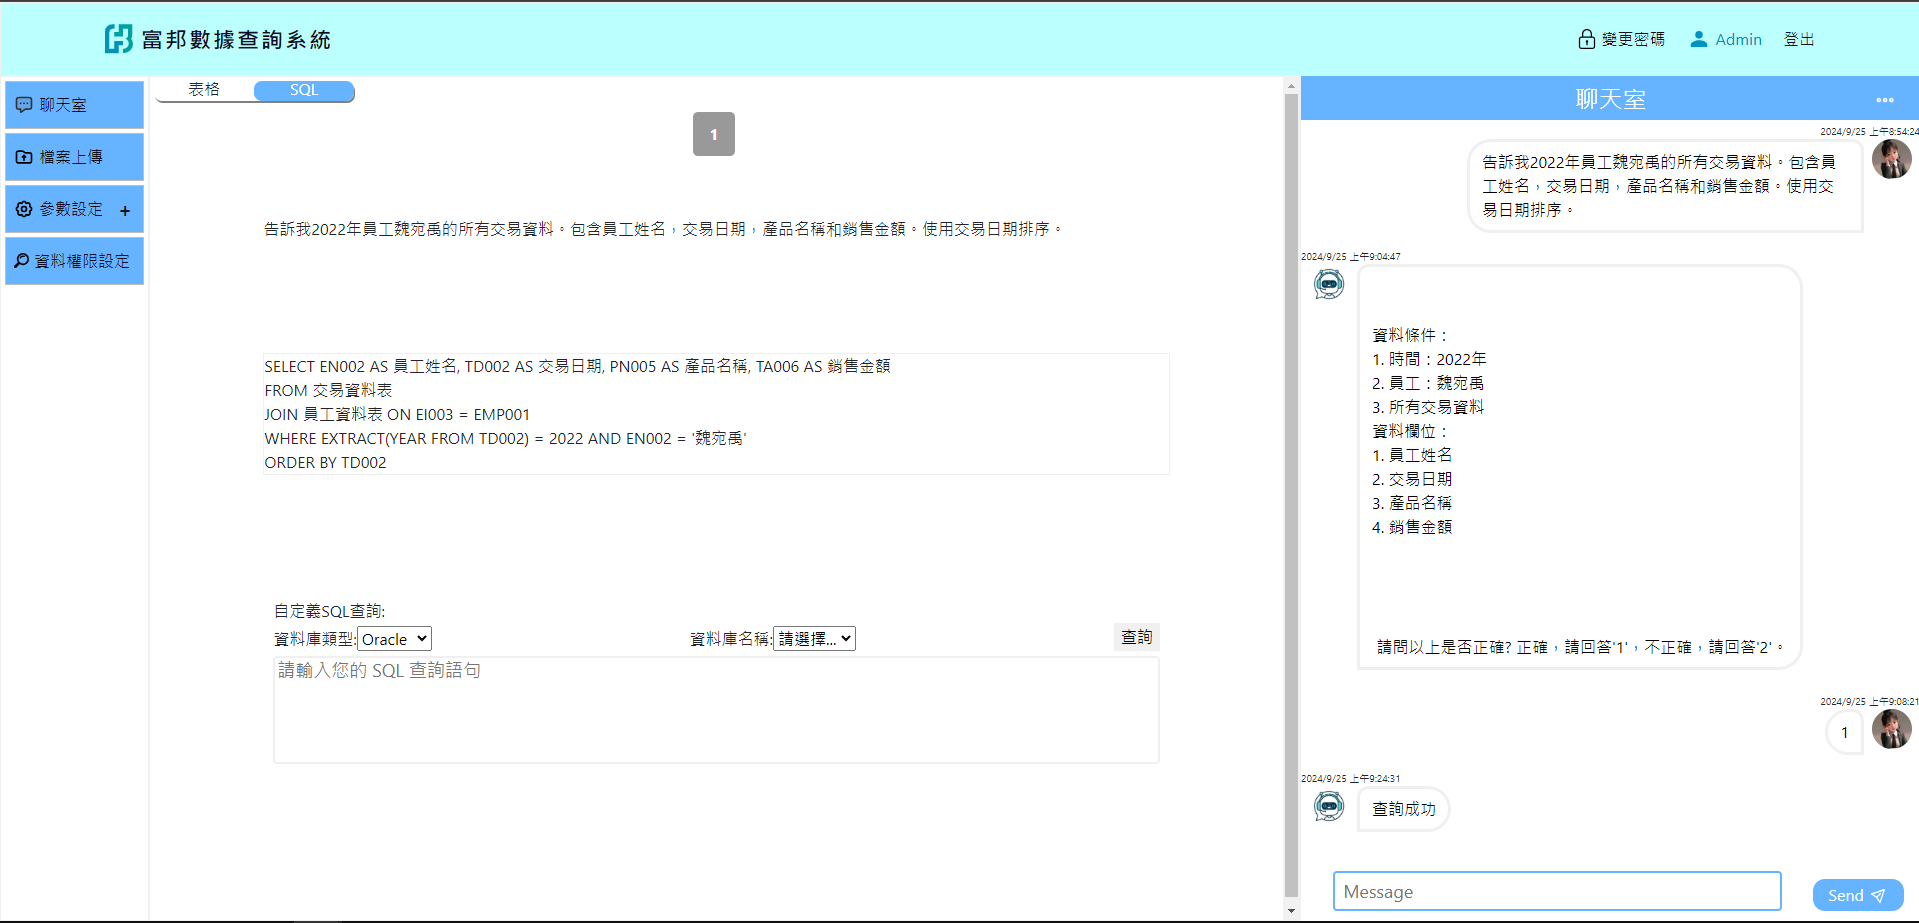 富邦數據查詢系統
變更密碼
Admin
登出
聊天室
檔案上傳
參數設定 +
資料權限設定
表格
SQL
1
告訴我2022年員工魏宛禹的所有交易資料。包含員工姓名，交易日期，產品名稱和銷售金額。使用交易日期排序。
SELECT EN002 AS 員工姓名, TD002 AS 交易日期, PN005 AS 產品名稱, TA006 AS 銷售金額
FROM 交易資料表
JOIN 員工資料表 ON EI003 = EMP001
WHERE EXTRACT(YEAR FROM TD002) = 2022 AND EN002 = '魏宛禹'
ORDER BY TD002
自定義SQL查詢:
資料庫類型: Oracle
資料庫名稱: 請選擇...
查詢
請輸入您的 SQL 查詢語句
聊天室
2024/9/25 上午8:54:24
告訴我2022年員工魏宛禹的所有交易資料。包含員
工姓名，交易日期，產品名稱和銷售金額。使用交
易日期排序。
2024/9/25 上午9:04:47
資料條件：
1. 時間：2022年
2. 員工：魏宛禹
3. 所有交易資料
資料欄位：
1. 員工姓名
2. 交易日期
3. 產品名稱
4. 銷售金額
請問以上是否正確? 正確，請回答'1'，不正確，請回答'2'。
2024/9/25 上午9:08:21
1
2024/9/25 上午9:24:31
查詢成功
Message
Send